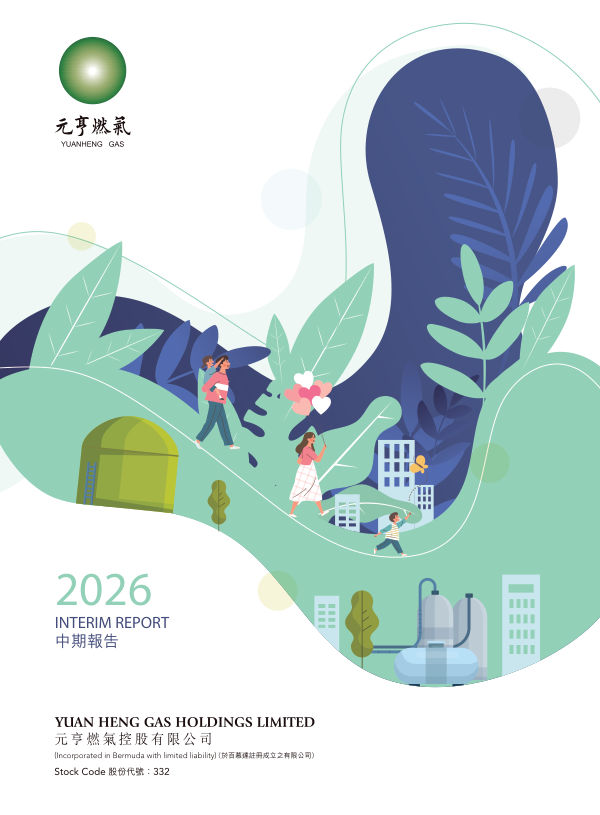 元亨燃氣
YUANHENG GAS
2026
INTERIM REPORT
中期報告
YUAN HENG GAS HOLDINGS LIMITED
元亨燃氣控股有限公司
(Incorporated in Bermuda with limited liability) (於百慕達註冊成立之有限公司)
Stock Code 股份代號：332